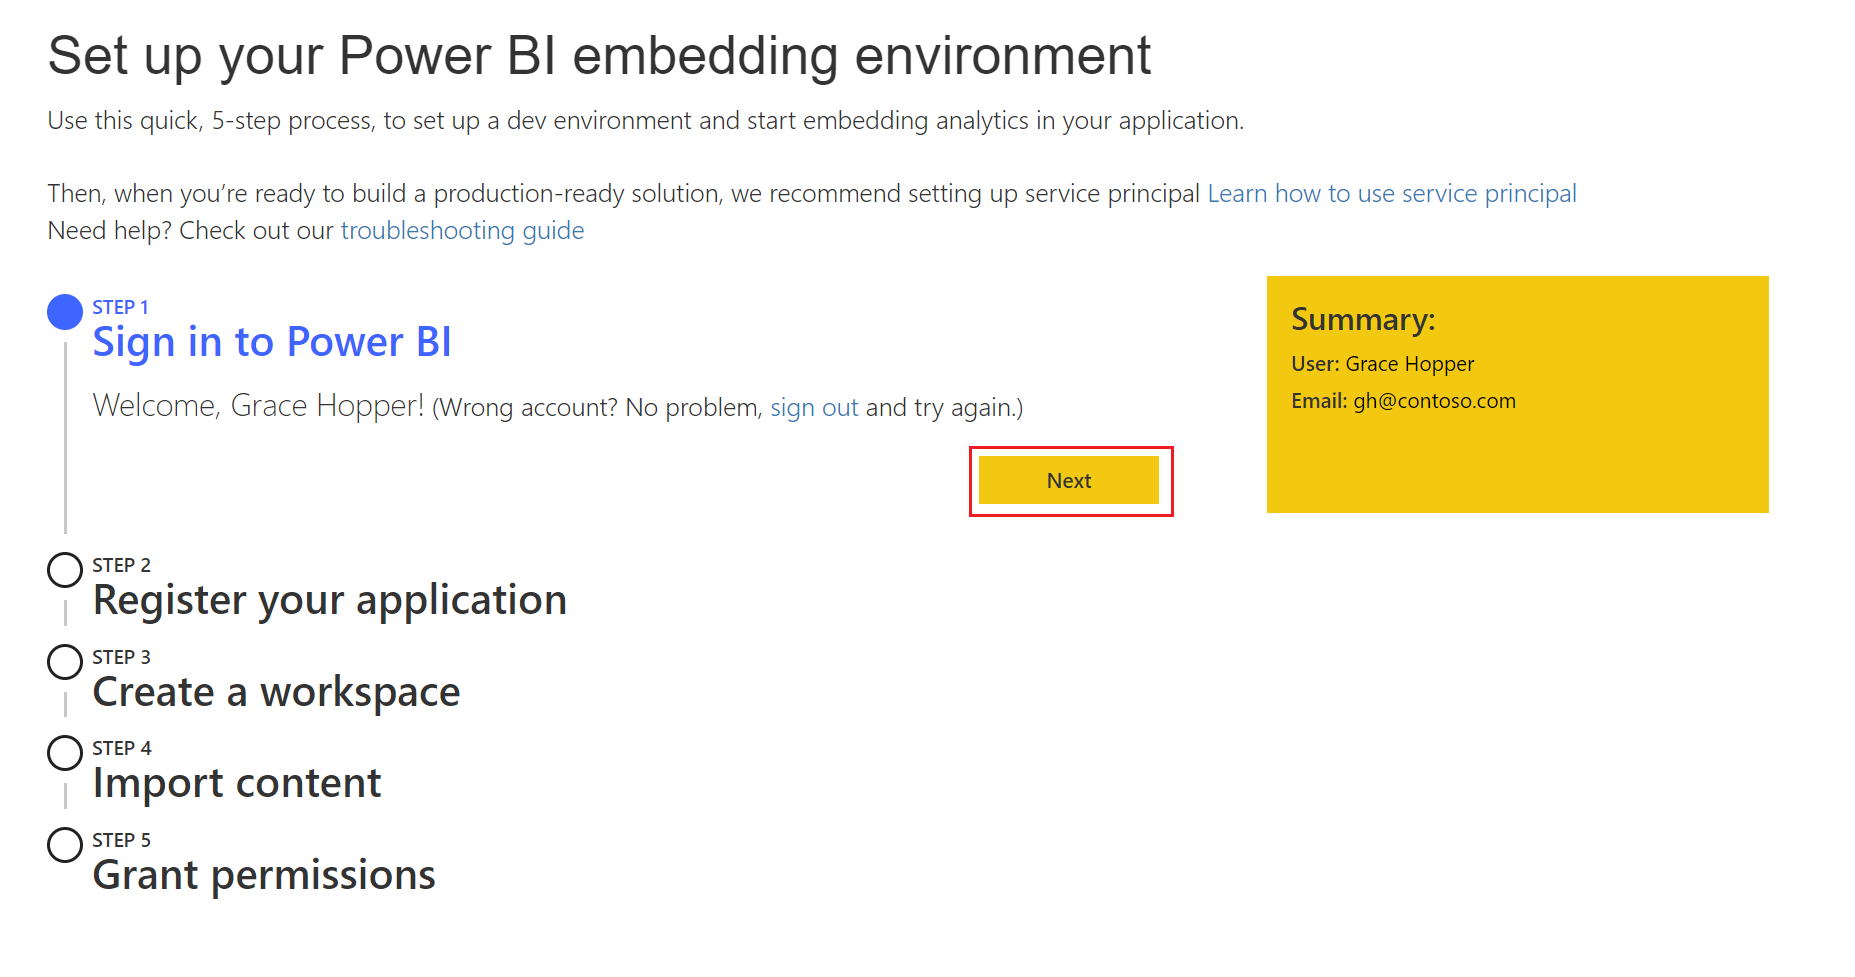 Set up your Power BI embedding environment
Use this quick, 5-step process, to set up a dev environment and start embedding analytics in your application.
Then, when you’re ready to build a production-ready solution, we recommend setting up service principal Learn how to use service principal
Need help? Check out our troubleshooting guide
STEP 1
Sign in to Power BI
Welcome, Grace Hopper! (Wrong account? No problem, sign out and try again.)
Next
Summary:
User: Grace Hopper
Email: gh@contoso.com
STEP 2
Register your application
STEP 3
Create a workspace
STEP 4
Import content
STEP 5
Grant permissions